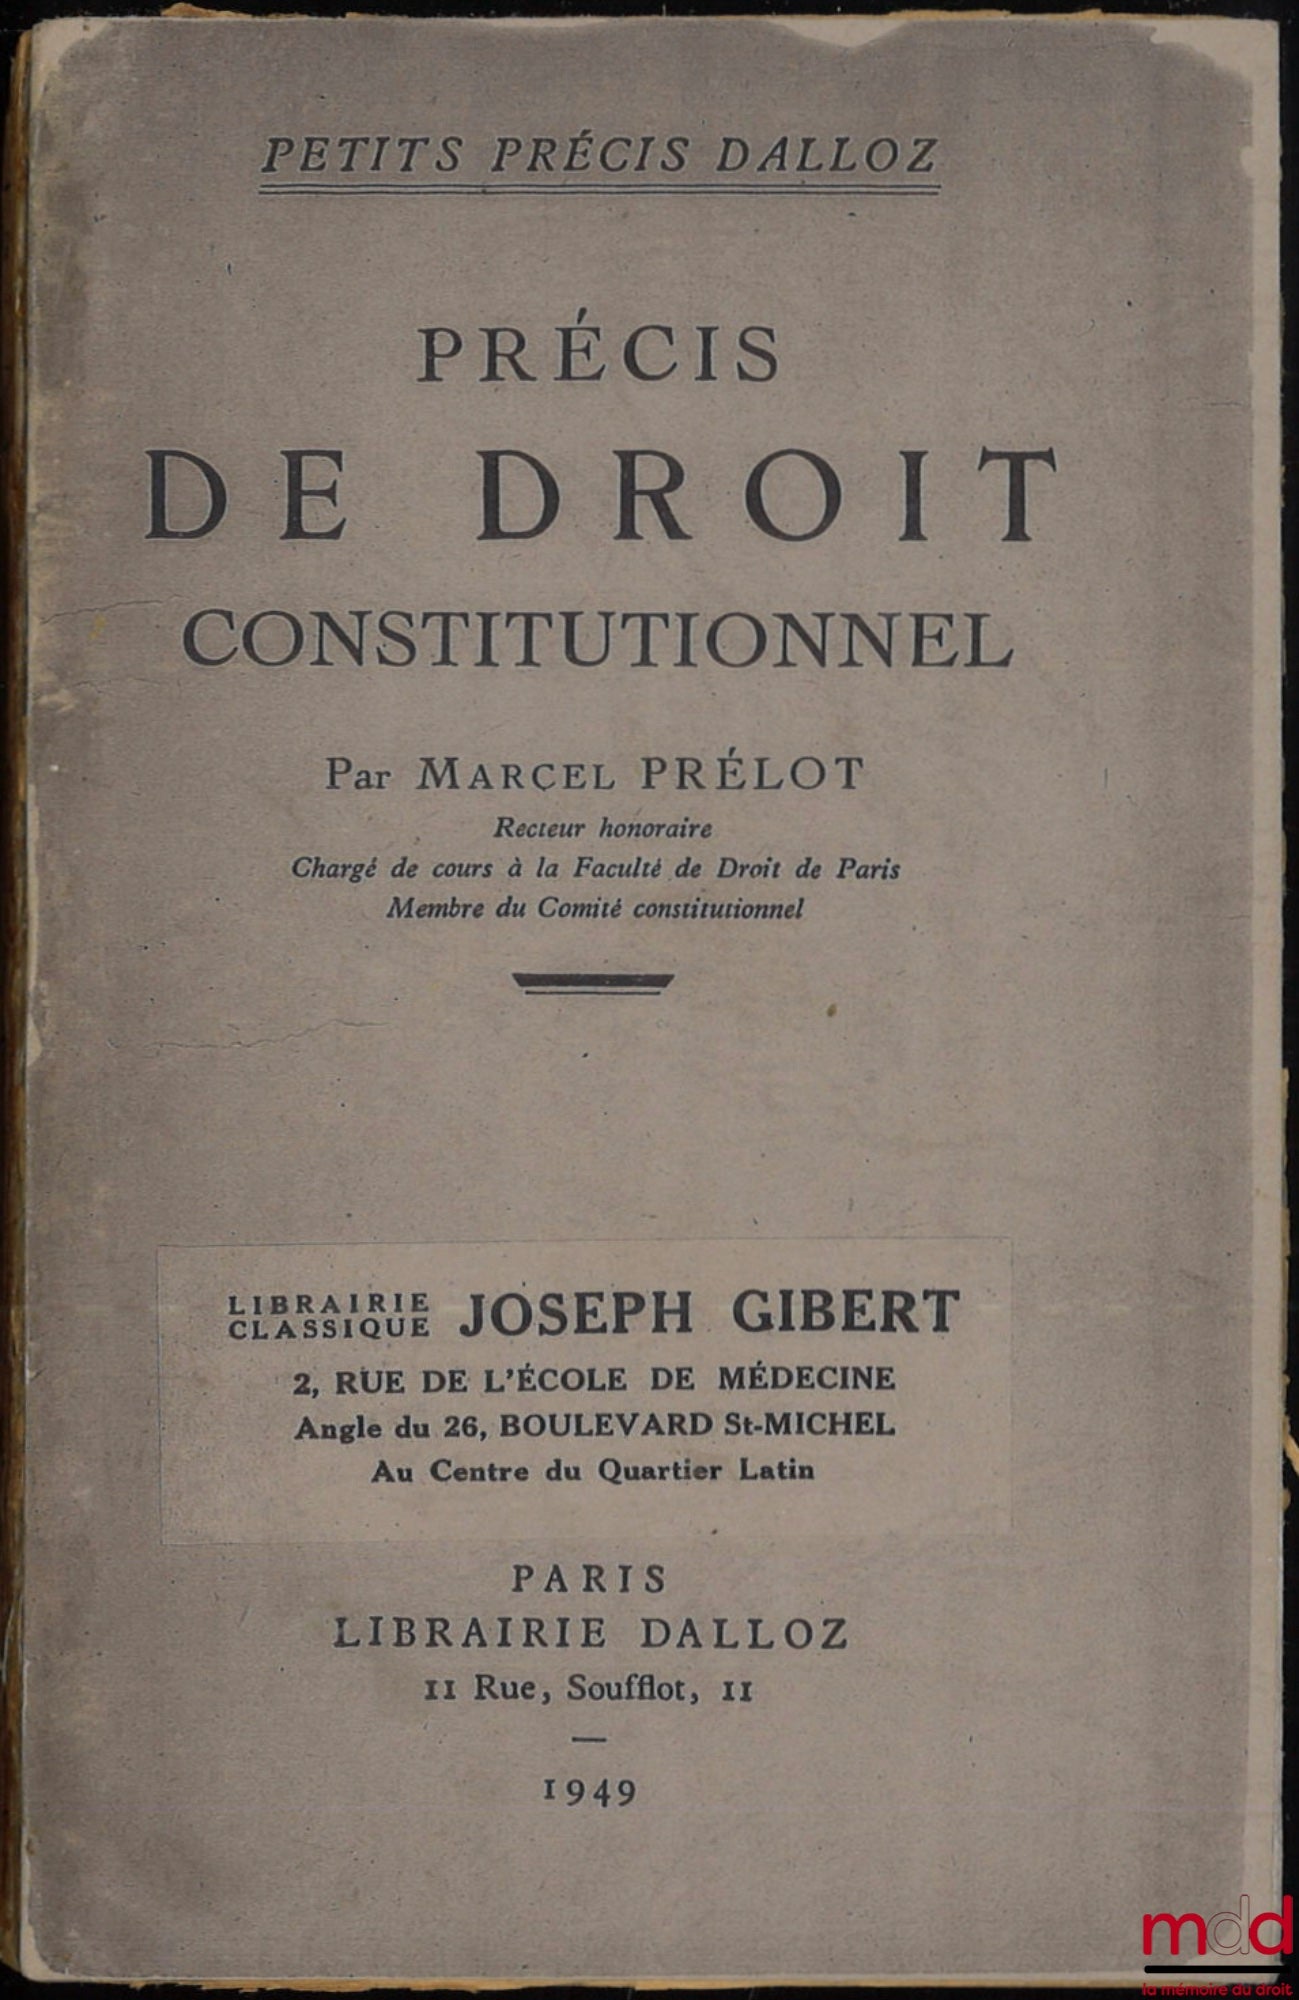 PETITS PRÉCIS DALLOZ
PRÉCIS
DE DROIT
CONSTITUTIONNEL
Par MARCEL PRÉLOT
Recteur honoraire
Chargé de cours à la Faculté de Droit de Paris
Membre du Comité constitutionnel
LIBRAIRIE CLASSIQUE JOSEPH GIBERT
2, RUE DE L'ÉCOLE DE MÉDECINE
Angle du 26, BOULEVARD St-MICHEL
Au Centre du Quartier Latin
PARIS
LIBRAIRIE DALLOZ
11 Rue, Soufflot, 11
1949
mdd
la mémoire du droit